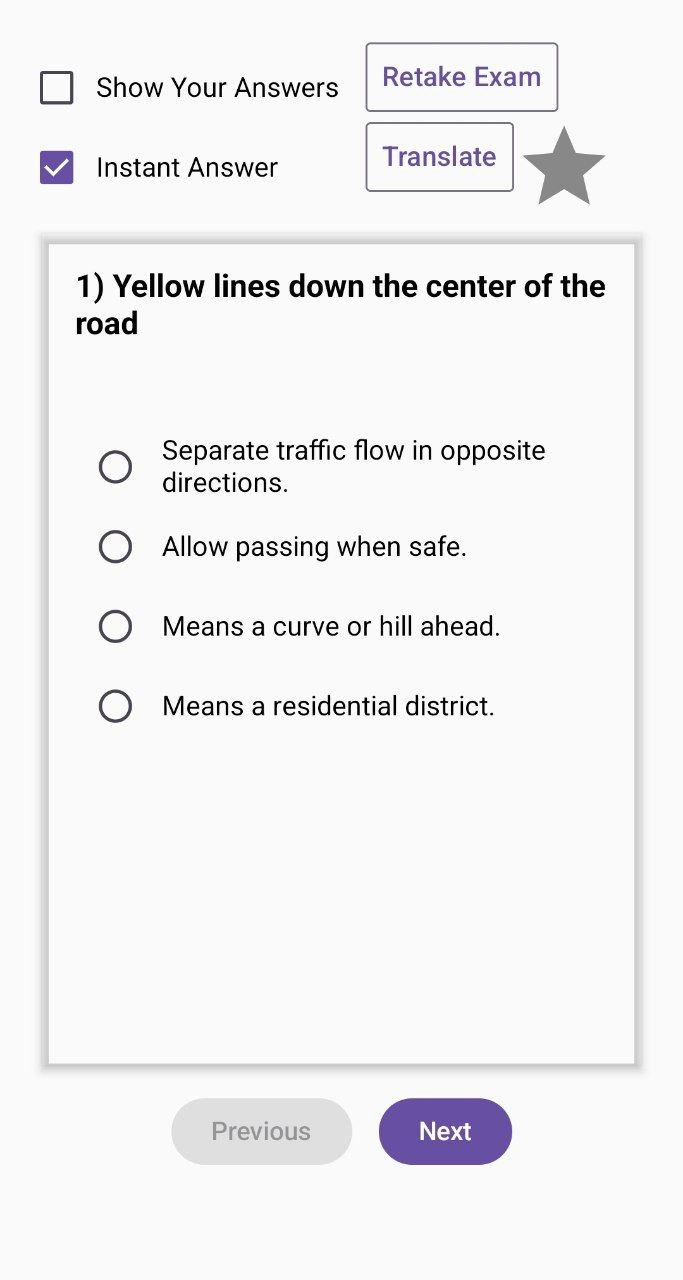 Show Your Answers
Retake Exam
Instant Answer
Translate
1) Yellow lines down the center of the
road
Separate traffic flow in opposite
directions.
Allow passing when safe.
Means a curve or hill ahead.
Means a residential district.
Previous
Next